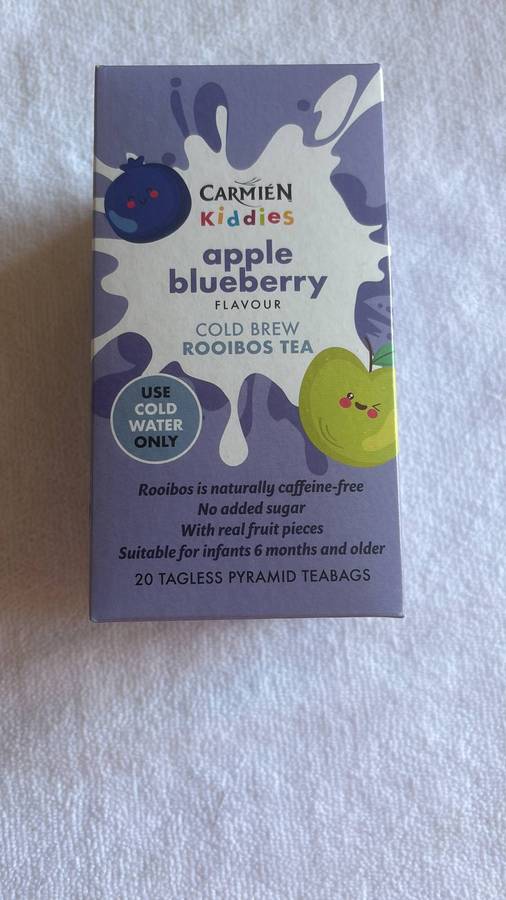 CARMIÉN
Kiddies
apple
blueberry
FLAVOUR
COLD BREW
ROOIBOS TEA
USE
COLD
WATER
ONLY
Rooibos is naturally caffeine-free
No added sugar
With real fruit pieces
Suitable for infants 6 months and older
20 TAGLESS PYRAMID TEABAGS